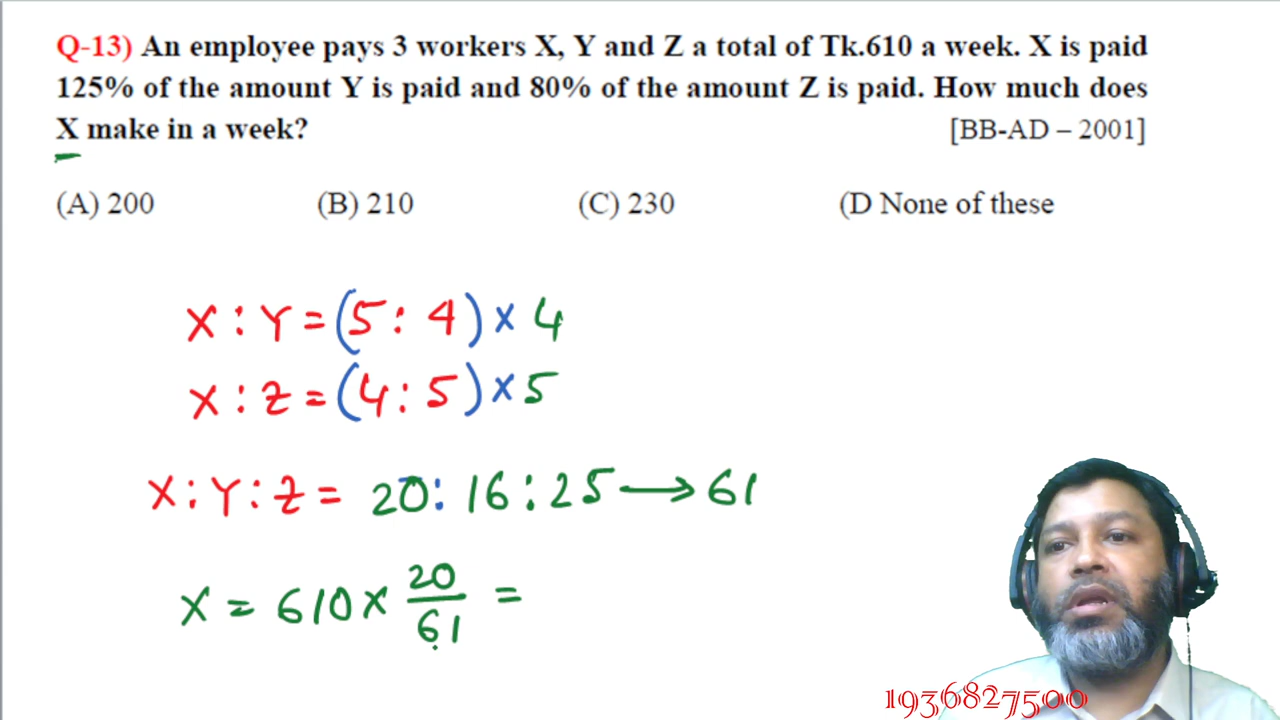 Q-13) An employee pays 3 workers X, Y and Z a total of Tk.610 a week. X is paid
125% of the amount Y is paid and 80% of the amount Z is paid. How much does
X make in a week? [BB-AD – 2001]
(A) 200 (B) 210 (C) 230 (D None of these
X : Y = (5 : 4) × 4
X : Z = (4 : 5) × 5
X : Y : Z = 20 : 16 : 25 → 61
X = 610 × 20/61 =
1936827500